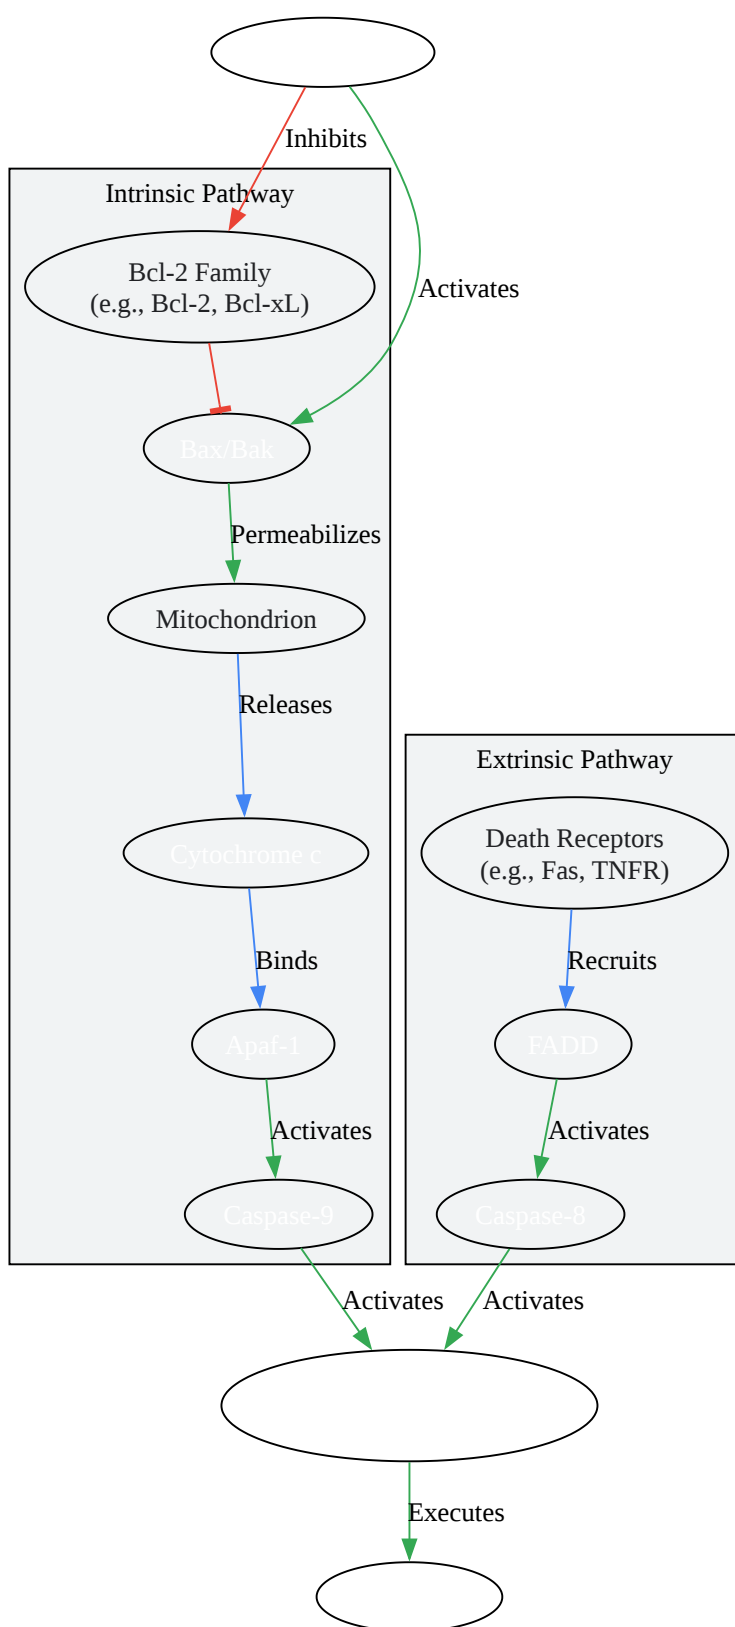 Inhibits
Intrinsic Pathway
Bcl-2 Family
(e.g., Bcl-2, Bcl-xL)
Activates
Bax/Bak
Permeabilizes
Mitochondrion
Releases
Extrinsic Pathway
Cytochrome c
Death Receptors
(e.g., Fas, TNFR)
Binds
Recruits
Apaf-1
FADD
Activates
Activates
Caspase-9
Caspase-8
Activates
Activates
Executes